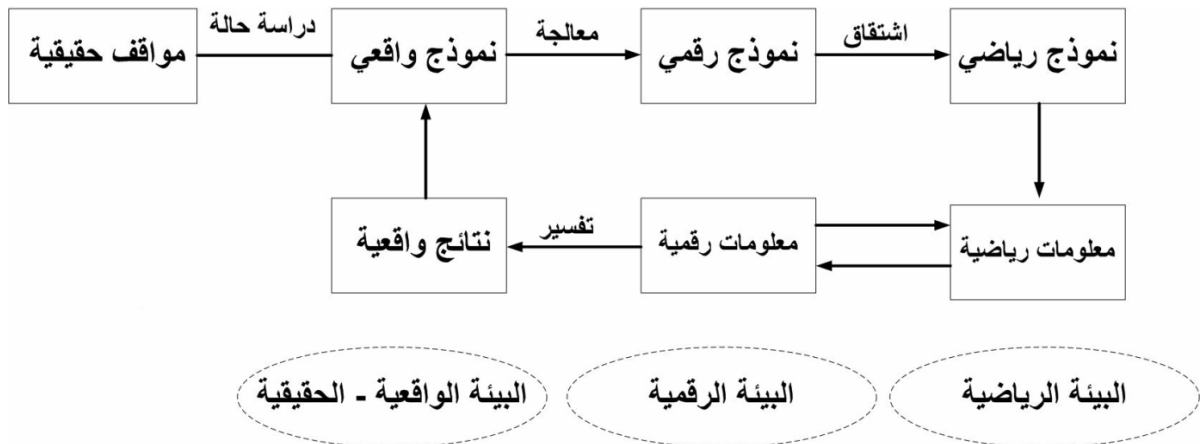 دراسة حالة
معالجة
اشتقاق
مواقف حقيقية
نموذج واقعي
نموذج رقمي
نموذج رياضي
نتائج واقعية
تفسير
معلومات رقمية
معلومات رياضية
البيئة الواقعية - الحقيقية
البيئة الرقمية
البيئة الرياضية